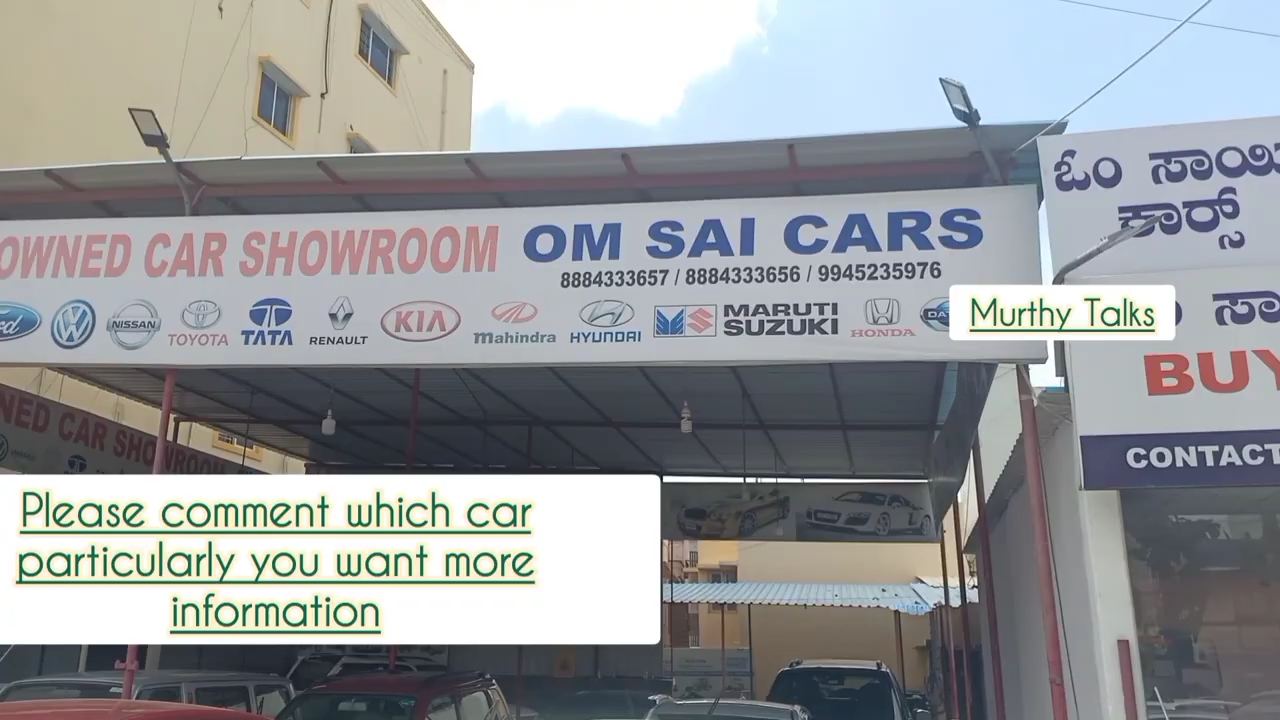 OWNED CAR SHOWROOM OM SAI CARS
8884333657 / 8884333656 / 9945235976
Ford
NISSAN
TOYOTA
TATA
RENAULT
KIA
Mahindra
HYUNDAI
MARUTI
SUZUKI
HONDA
DAT
ಓಂ ಸಾಯಿ
ಕಾರ್ಸ್
Murthy Talks
ಸಾ
BUY
CONTACT
NED CAR SHOWROOM
Please comment which car
particularly you want more
information